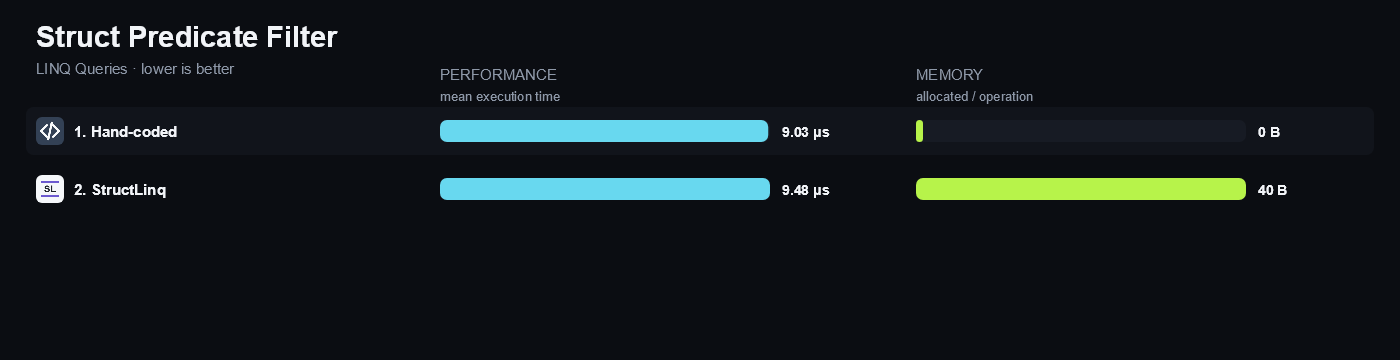 Struct Predicate Filter
LINQ Queries · lower is better
PERFORMANCE
mean execution time
MEMORY
allocated / operation
1. Hand-coded
9.03 µs
0 B
SL
2. StructLinq
9.48 µs
40 B